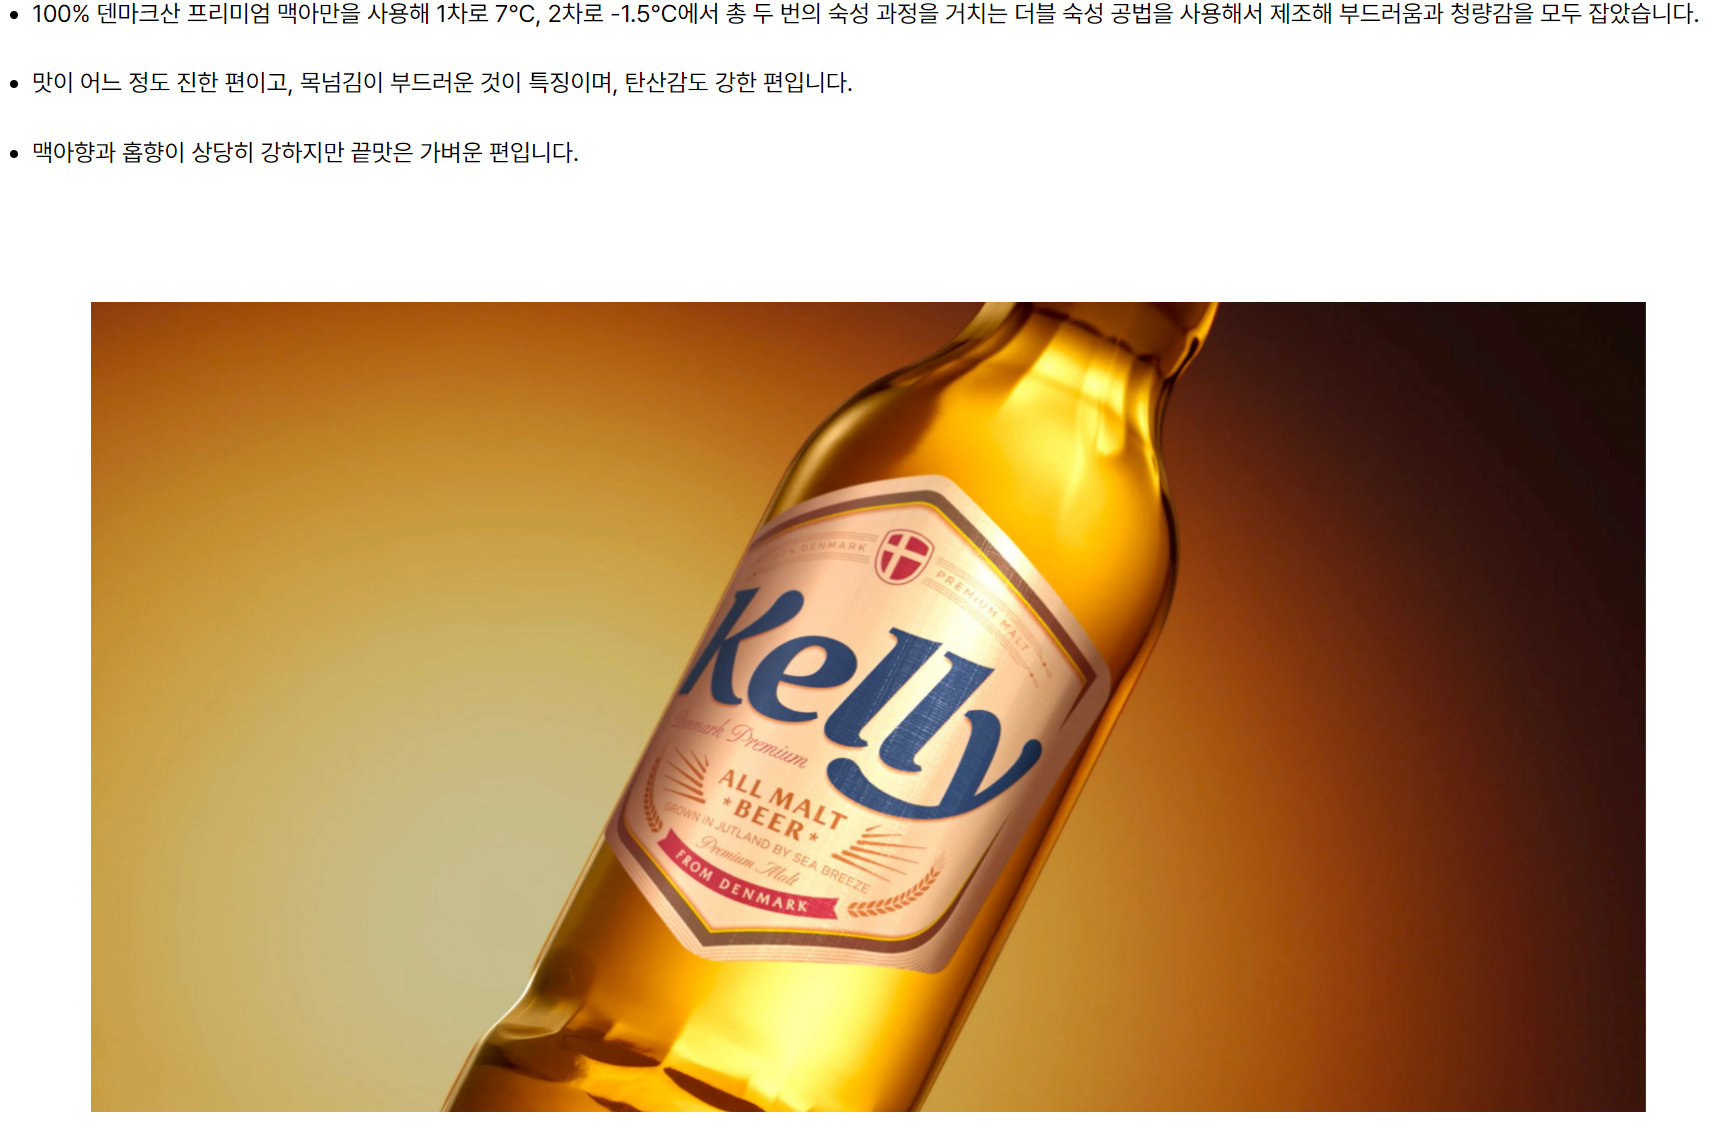 100% 덴마크산 프리미엄 맥아만을 사용해 1차로 7°C, 2차로 -1.5°C에서 총 두 번의 숙성 과정을 거치는 더블 숙성 공법을 사용해서 제조해 부드러움과 청량감을 모두 잡았습니다.
맛이 어느 정도 진한 편이고, 목넘김이 부드러운 것이 특징이며, 탄산감도 강한 편입니다.
맥아향과 홉향이 상당히 강하지만 끝맛은 가벼운 편입니다.
DENMARK
PREMIUM MALT
Kelly
Denmark Premium
ALL MALT
*BEER*
GROWN IN JUTLAND BY SEA BREEZE
Premium Malt
FROM DENMARK